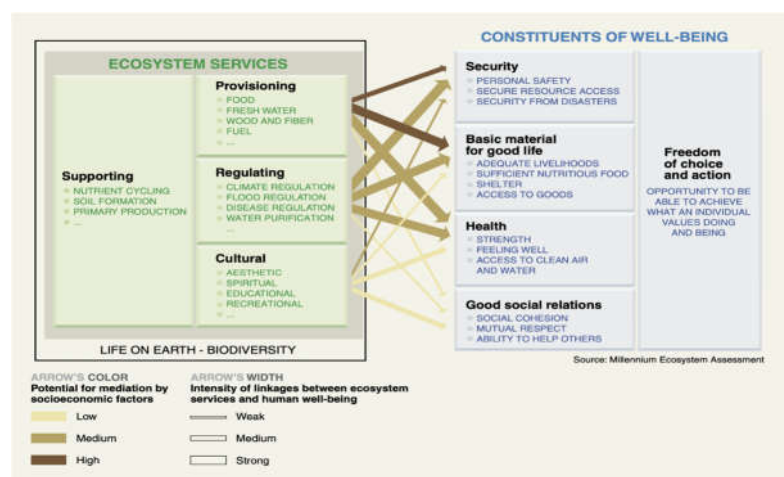 CONSTITUENTS OF WELL-BEING
ECOSYSTEM SERVICES
Supporting
NUTRIENT CYCLING
SOIL FORMATION
PRIMARY PRODUCTION
...
Provisioning
FOOD
FRESH WATER
WOOD AND FIBER
FUEL
...
Regulating
CLIMATE REGULATION
FLOOD REGULATION
DISEASE REGULATION
WATER PURIFICATION
...
Cultural
AESTHETIC
SPIRITUAL
EDUCATIONAL
RECREATIONAL
...
LIFE ON EARTH - BIODIVERSITY
Security
PERSONAL SAFETY
SECURE RESOURCE ACCESS
SECURITY FROM DISASTERS
Basic material
for good life
ADEQUATE LIVELIHOODS
SUFFICIENT NUTRITIOUS FOOD
SHELTER
ACCESS TO GOODS
Health
STRENGTH
FEELING WELL
ACCESS TO CLEAN AIR
AND WATER
Good social relations
SOCIAL COHESION
MUTUAL RESPECT
ABILITY TO HELP OTHERS
Freedom
of choice
and action
OPPORTUNITY TO BE
ABLE TO ACHIEVE
WHAT AN INDIVIDUAL
VALUES DOING
AND BEING
Source: Millennium Ecosystem Assessment
ARROW'S COLOR
Potential for mediation by
socioeconomic factors
Low
Medium
High
ARROW'S WIDTH
Intensity of linkages between ecosystem
services and human well-being
Weak
Medium
Strong